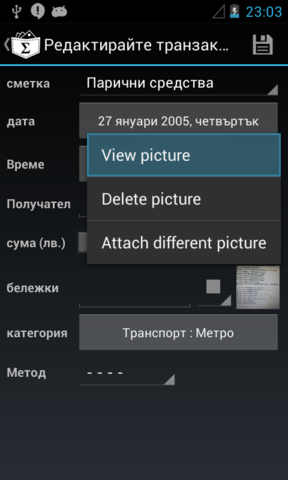 23:03
Редактирайте транзак...
сметка
Парични средства
дата
27 януари 2005, четвъртък
View picture
Време
Delete picture
Получател
сума (лв.)
Attach different picture
бележки
категория
Транспорт : Метро
Метод
- - - -